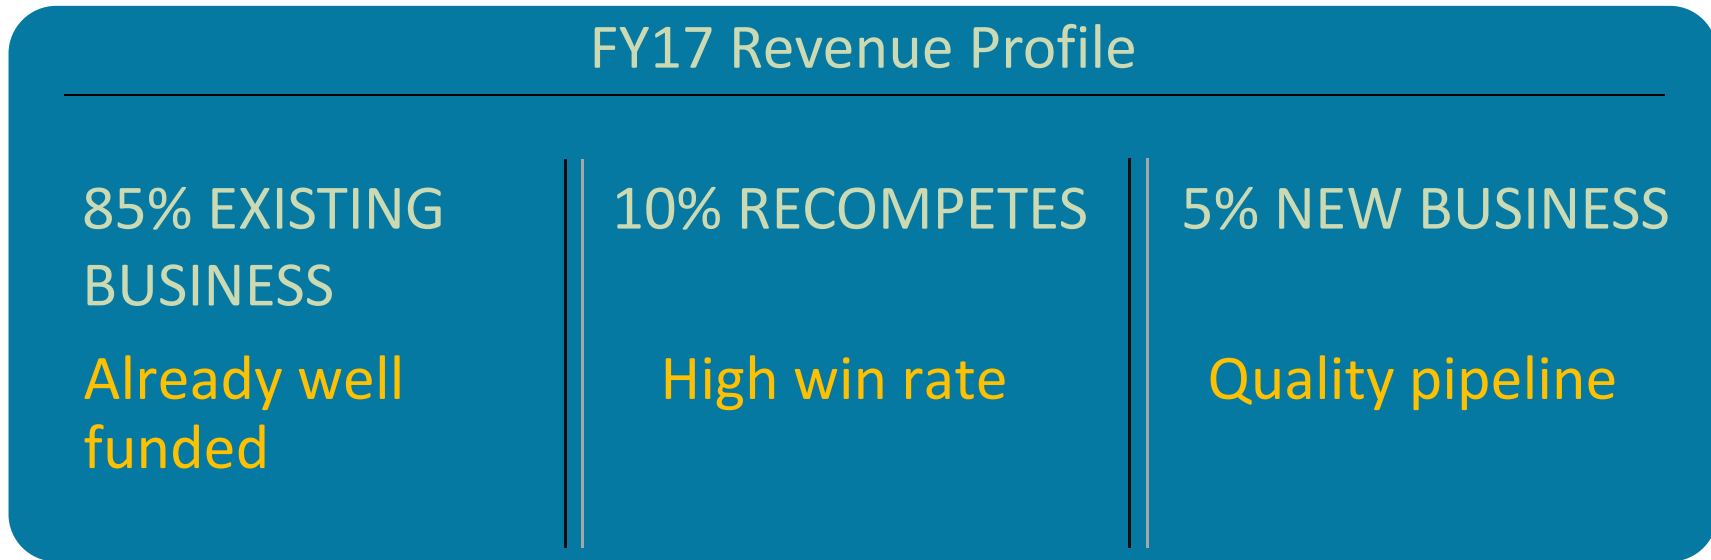 FY17 Revenue Profile
85% EXISTING
BUSINESS
Already well
funded
10% RECOMPETES
High win rate
5% NEW BUSINESS
Quality pipeline